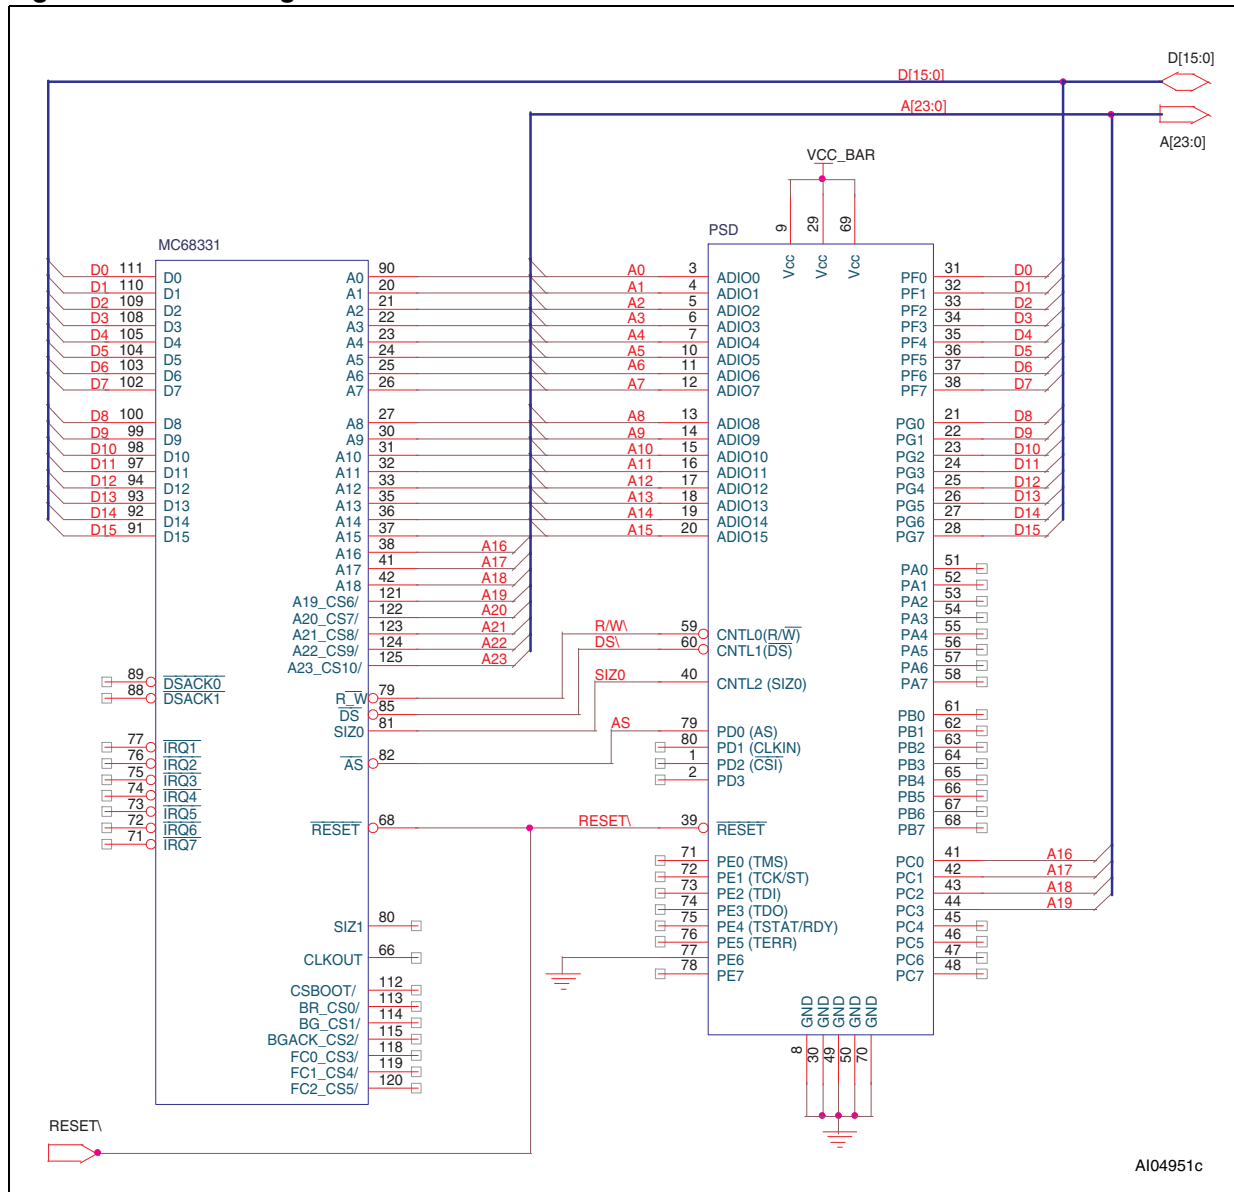 D[15:0]
D[15:0]
A[23:0]
A[23:0]
VCC_BAR
MC68331
PSD
9 29 69
Vcc Vcc Vcc
D0 111 D0 A0 90 A0 3 ADIO0 PF0 31 D0
D1 110 D1 A1 20 A1 4 ADIO1 PF1 32 D1
D2 109 D2 A2 21 A2 5 ADIO2 PF2 33 D2
D3 108 D3 A3 22 A3 6 ADIO3 PF3 34 D3
D4 105 D4 A4 23 A4 7 ADIO4 PF4 35 D4
D5 104 D5 A5 24 A5 10 ADIO5 PF5 36 D5
D6 103 D6 A6 25 A6 11 ADIO6 PF6 37 D6
D7 102 D7 A7 26 A7 12 ADIO7 PF7 38 D7
D8 100 D8 A8 27 A8 13 ADIO8 PG0 21 D8
D9 99 D9 A9 30 A9 14 ADIO9 PG1 22 D9
D10 98 D10 A10 31 A10 15 ADIO10 PG2 23 D10
D11 97 D11 A11 32 A11 16 ADIO11 PG3 24 D11
D12 94 D12 A12 33 A12 17 ADIO12 PG4 25 D12
D13 93 D13 A13 35 A13 18 ADIO13 PG5 26 D13
D14 92 D14 A14 36 A14 19 ADIO14 PG6 27 D14
D15 91 D15 A15 37 A15 20 ADIO15 PG7 28 D15
A16 38 A16
A17 41 A17 PA0 51
A18 42 A18 PA1 52
A19_CS6/ 121 A19 PA2 53
A20_CS7/ 122 A20 PA3 54
A21_CS8/ 123 A21 R/W\ 59 CNTL0(R/W) PA4 55
A22_CS9/ 124 A22 DS\ 60 CNTL1(DS) PA5 56
A23_CS10/ 125 A23 PA6 57
89 DSACK0 SIZ0 40 CNTL2 (SIZ0) PA7 58
88 DSACK1 R_W 79
DS 85 PB0 61
SIZ0 81 AS 79 PD0 (AS) PB1 62
77 IRQ1 80 PD1 (CLKIN) PB2 63
76 IRQ2 AS 82 1 PD2 (CSI) PB3 64
75 IRQ3 2 PD3 PB4 65
74 IRQ4 PB5 66
73 IRQ5 PB6 67
72 IRQ6 RESET 68 RESET\ 39 RESET PB7 68
71 IRQ7
71 PE0 (TMS) PC0 41 A16
72 PE1 (TCK/ST) PC1 42 A17
73 PE2 (TDI) PC2 43 A18
74 PE3 (TDO) PC3 44 A19
SIZ1 80 75 PE4 (TSTAT/RDY) PC4 45
76 PE5 (TERR) PC5 46
CLKOUT 66 77 PE6 PC6 47
78 PE7 PC7 48
CSBOOT/ 112
BR_CS0/ 113
BG_CS1/ 114
BGACK_CS2/ 115
FC0_CS3/ 118
FC1_CS4/ 119
FC2_CS5/ 120
GND GND GND GND GND
8 30 49 50 70
RESET\
AI04951c